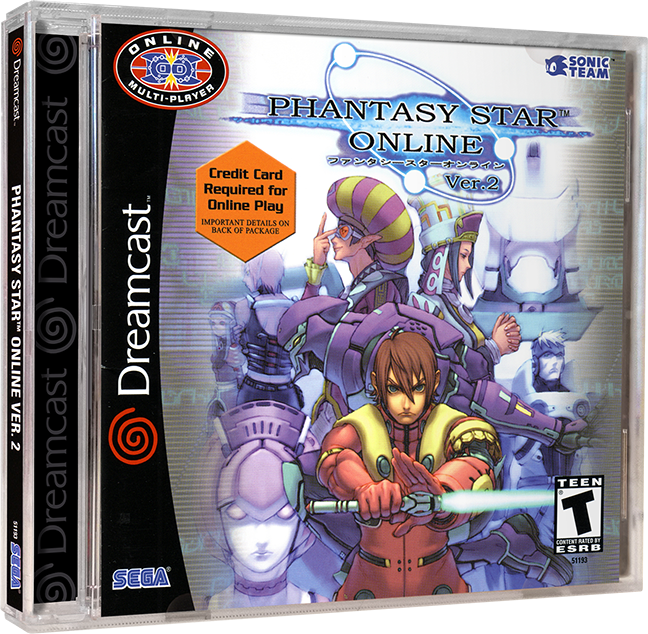 Dreamcast™
PHANTASY STAR™ ONLINE VER. 2
51193
SEGA
Dreamcast
Dreamcast
ONLINE
MULTI-PLAYER
Dreamcast™
SEGA
SONIC
TEAM
PHANTASY STAR™
ONLINE
ファンタシースターオンライン
Ver.2
Credit Card
Required for
Online Play
IMPORTANT DETAILS ON
BACK OF PACKAGE
TEEN
T
CONTENT RATED BY
ESRB
51193